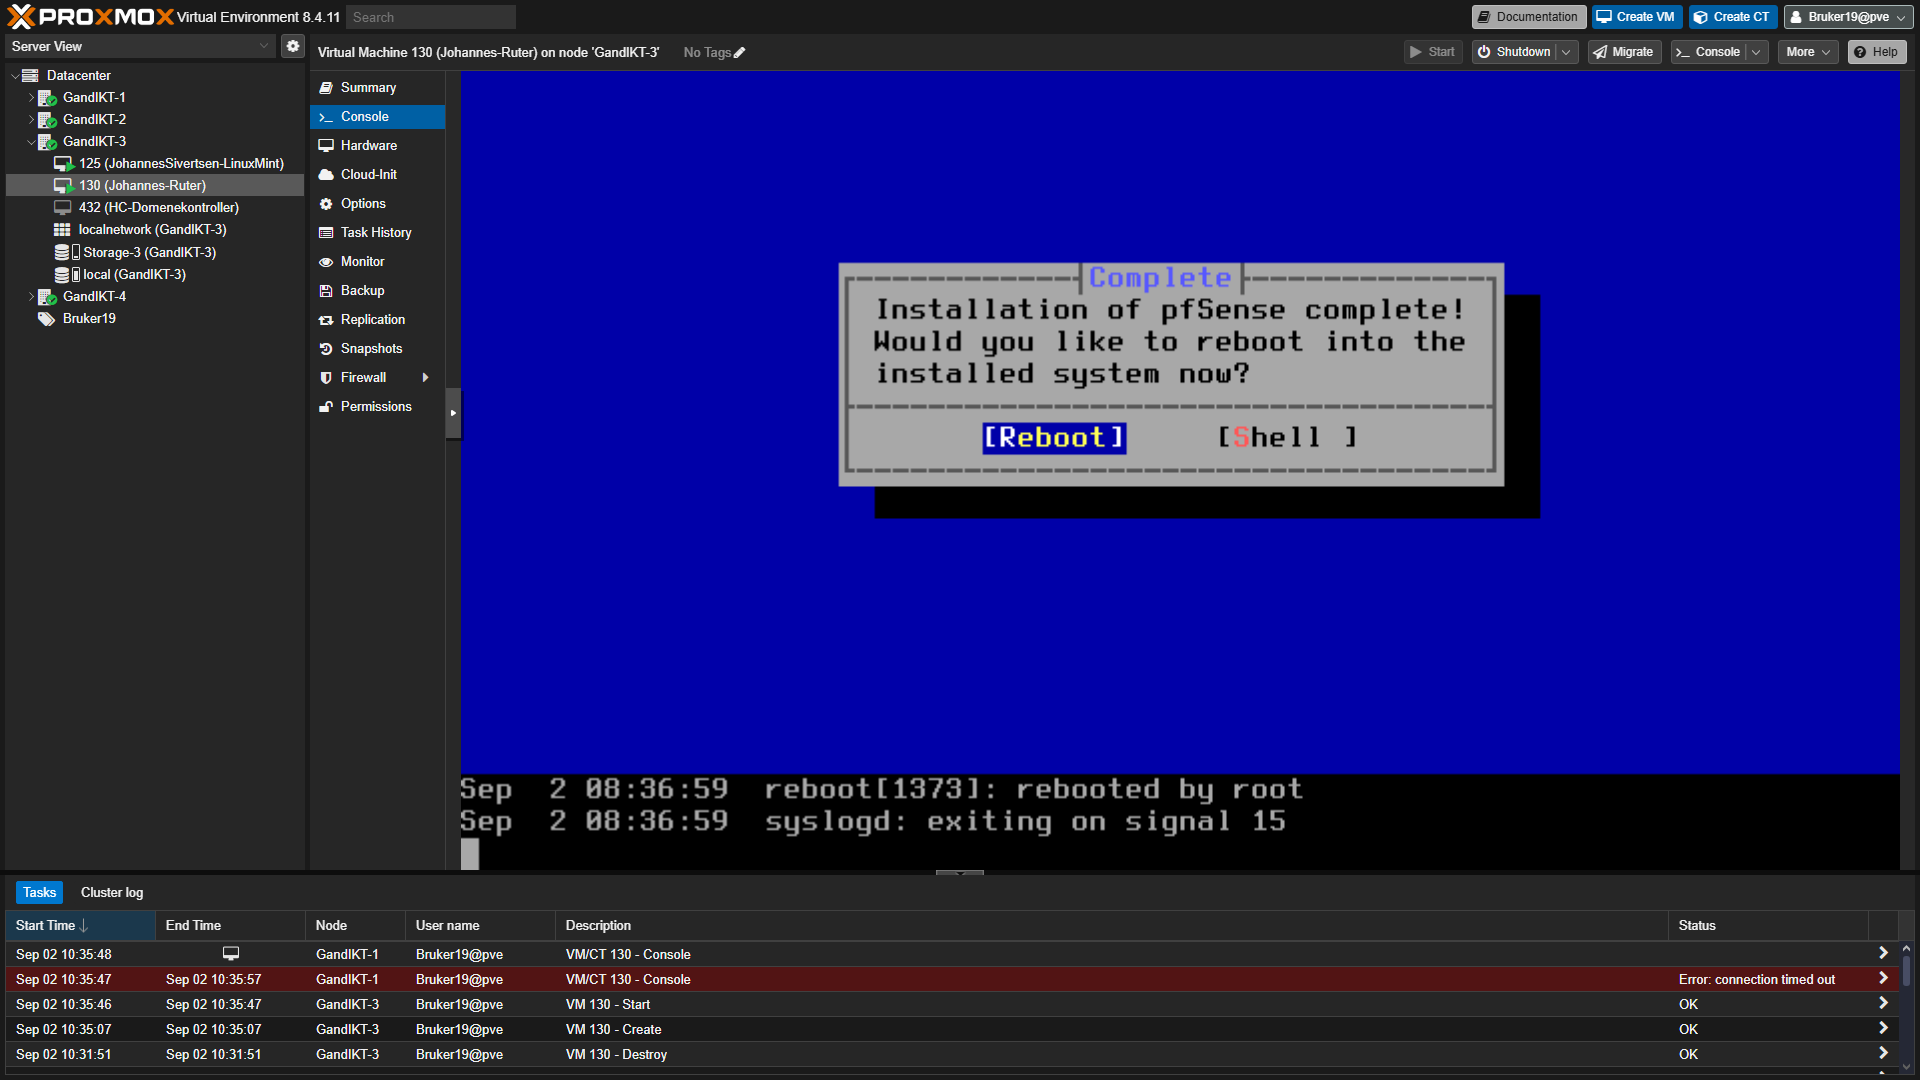 PROXMOX Virtual Environment 8.4.11 Search Documentation Create VM Create CT Bruker19@pve
Server View
Virtual Machine 130 (Johannes-Ruter) on node 'GandIKT-3' No Tags Start Shutdown Migrate >_ Console More Help
Datacenter
GandIKT-1
GandIKT-2
GandIKT-3
125 (JohannesSivertsen-LinuxMint)
130 (Johannes-Ruter)
432 (HC-Domenekontroller)
localnetwork (GandIKT-3)
Storage-3 (GandIKT-3)
local (GandIKT-3)
GandIKT-4
Bruker19
Summary
>_ Console
Hardware
Cloud-Init
Options
Task History
Monitor
Backup
Replication
Snapshots
Firewall
Permissions
Complete
Installation of pfSense complete!
Would you like to reboot into the
installed system now?
[Reboot] [Shell ]
Sep 2 08:36:59 reboot[1373]: rebooted by root
Sep 2 08:36:59 syslogd: exiting on signal 15
Tasks Cluster log
Start Time End Time Node User name Description Status
Sep 02 10:35:48 GandIKT-1 Bruker19@pve VM/CT 130 - Console
Sep 02 10:35:47 Sep 02 10:35:57 GandIKT-1 Bruker19@pve VM/CT 130 - Console Error: connection timed out
Sep 02 10:35:46 Sep 02 10:35:47 GandIKT-3 Bruker19@pve VM 130 - Start OK
Sep 02 10:35:07 Sep 02 10:35:07 GandIKT-3 Bruker19@pve VM 130 - Create OK
Sep 02 10:31:51 Sep 02 10:31:51 GandIKT-3 Bruker19@pve VM 130 - Destroy OK